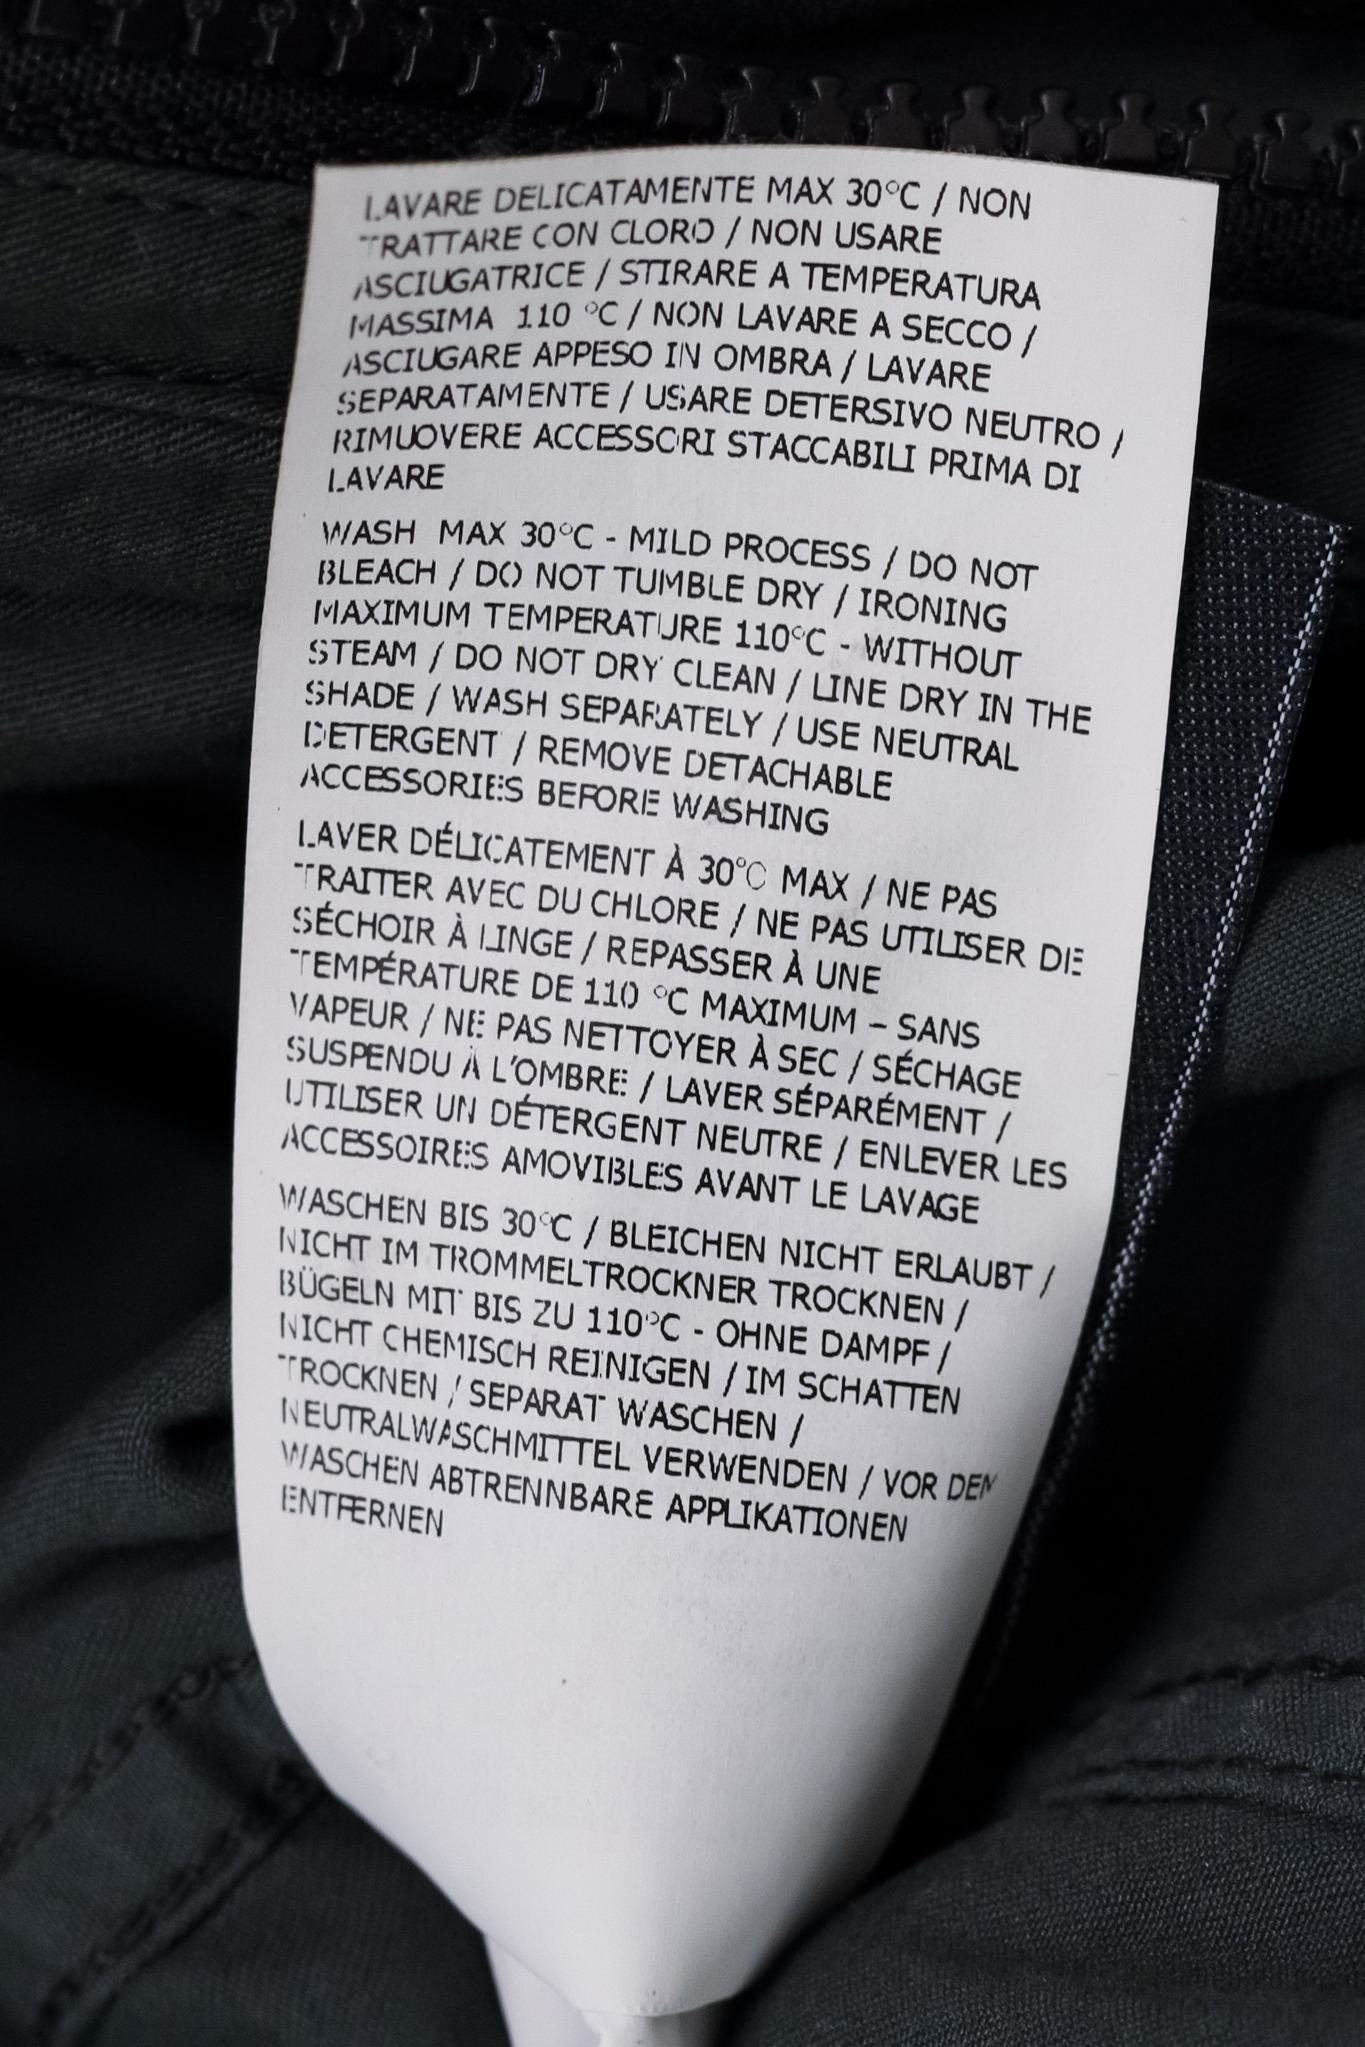 LAVARE DELICATAMENTE MAX 30°C / NON
TRATTARE CON CLORO / NON USARE
ASCIUGATRICE / STIRARE A TEMPERATURA
MASSIMA 110 °C / NON LAVARE A SECCO /
ASCIUGARE APPESO IN OMBRA / LAVARE
SEPARATAMENTE / USARE DETERSIVO NEUTRO /
RIMUOVERE ACCESSORI STACCABILI PRIMA DI
LAVARE
WASH MAX 30°C - MILD PROCESS / DO NOT
BLEACH / DO NOT TUMBLE DRY / IRONING
MAXIMUM TEMPERATURE 110°C - WITHOUT
STEAM / DO NOT DRY CLEAN / LINE DRY IN THE
SHADE / WASH SEPARATELY / USE NEUTRAL
DETERGENT / REMOVE DETACHABLE
ACCESSORIES BEFORE WASHING
LAVER DÉLICATEMENT À 30°C MAX / NE PAS
TRAITER AVEC DU CHLORE / NE PAS UTILISER DE
SÉCHOIR À LINGE / REPASSER À UNE
TEMPÉRATURE DE 110 °C MAXIMUM – SANS
VAPEUR / NE PAS NETTOYER À SEC / SÉCHAGE
SUSPENDU À L'OMBRE / LAVER SÉPARÉMENT /
UTILISER UN DÉTERGENT NEUTRE / ENLEVER LES
ACCESSOIRES AMOVIBLES AVANT LE LAVAGE
WASCHEN BIS 30°C / BLEICHEN NICHT ERLAUBT /
NICHT IM TROMMELTROCKNER TROCKNEN /
BÜGELN MIT BIS ZU 110°C - OHNE DAMPF /
NICHT CHEMISCH REINIGEN / IM SCHATTEN
TROCKNEN / SEPARAT WASCHEN /
NEUTRALWASCHMITTEL VERWENDEN / VOR DEM
WASCHEN ABTRENNBARE APPLIKATIONEN
ENTFERNEN